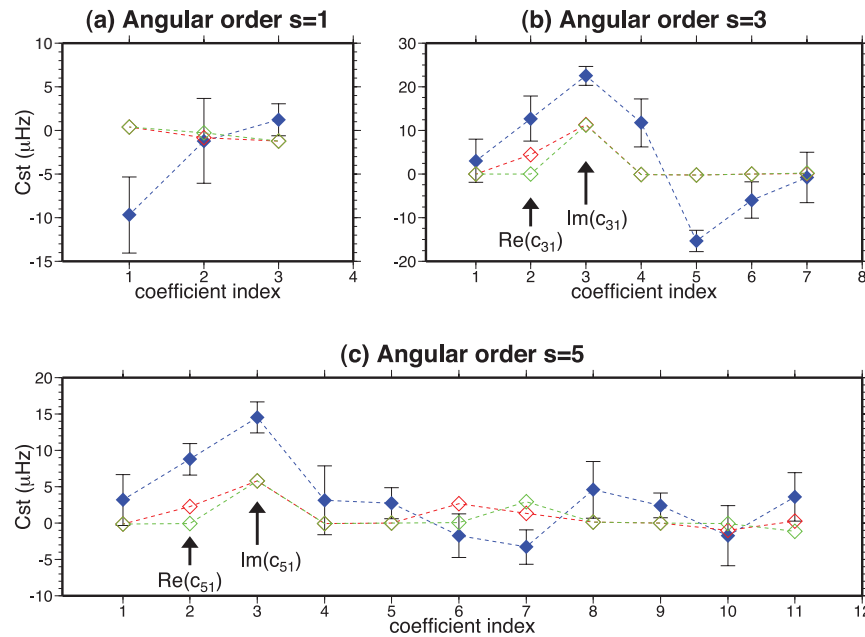 (a) Angular order s=1
(b) Angular order s=3
Cst (μHz)
10
5
0
-5
-10
-15
1 2 3 4
coefficient index
30
20
10
0
-10
-20
Re(c31)
Im(c31)
1 2 3 4 5 6 7 8
coefficient index
(c) Angular order s=5
Cst (μHz)
20
15
10
5
0
-5
-10
Re(c51)
Im(c51)
1 2 3 4 5 6 7 8 9 10 11 12
coefficient index